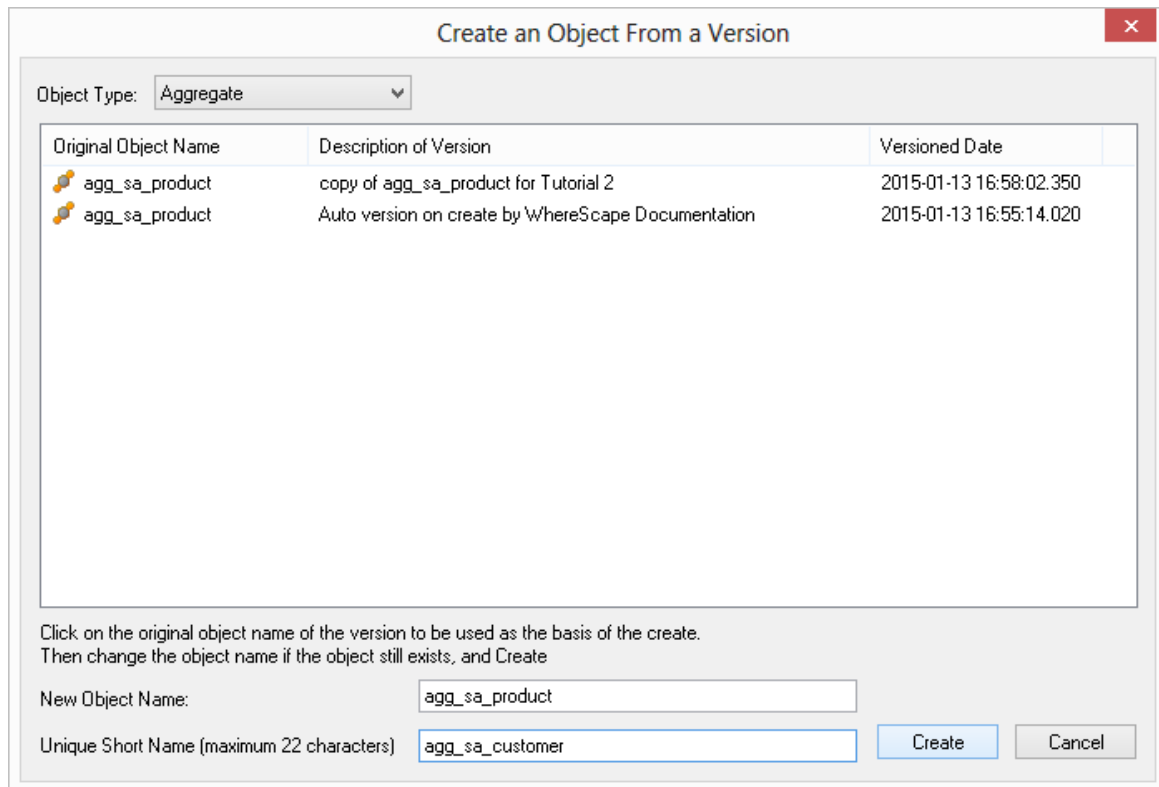 Create an Object From a Version
Object Type: Aggregate
Original Object Name Description of Version Versioned Date
agg_sa_product copy of agg_sa_product for Tutorial 2 2015-01-13 16:58:02.350
agg_sa_product Auto version on create by WhereScape Documentation 2015-01-13 16:55:14.020
Click on the original object name of the version to be used as the basis of the create.
Then change the object name if the object still exists, and Create
New Object Name: agg_sa_product
Unique Short Name (maximum 22 characters) agg_sa_customer Create Cancel